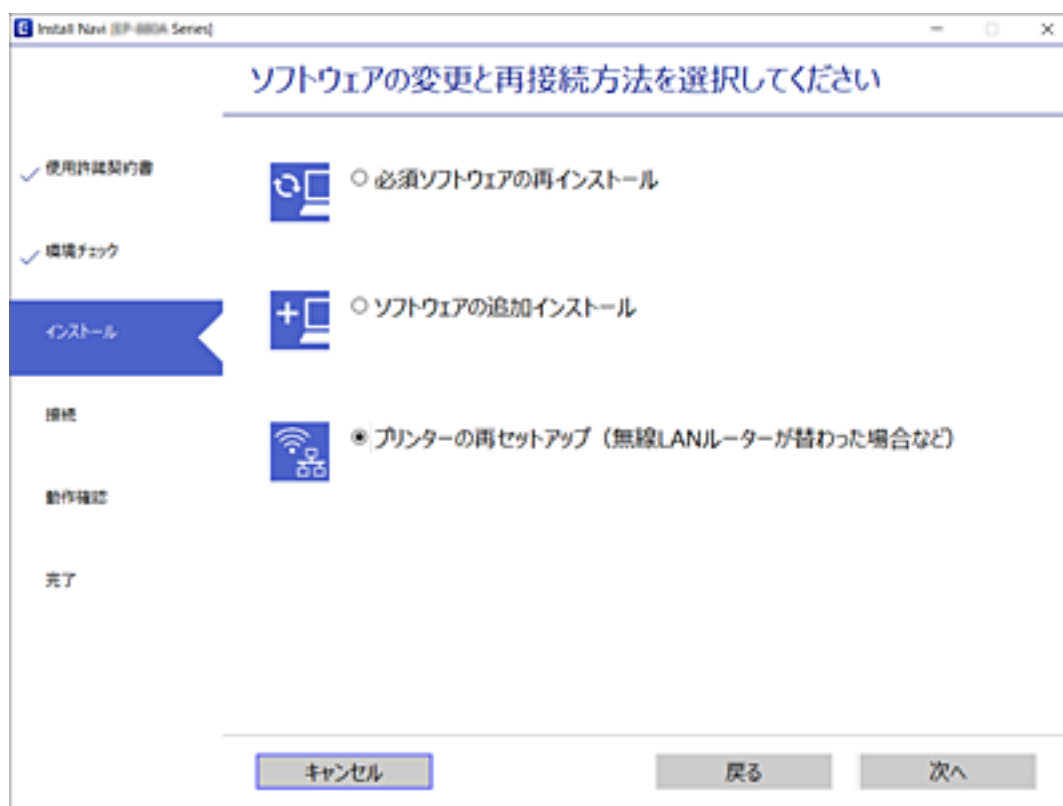 Install Navi [EP-880A Series]
ソフトウェアの変更と再接続方法を選択してください
使用許諾契約書
環境チェック
インストール
接続
動作確認
完了
必須ソフトウェアの再インストール
ソフトウェアの追加インストール
プリンターの再セットアップ（無線LANルーターが替わった場合など）
キャンセル
戻る
次へ